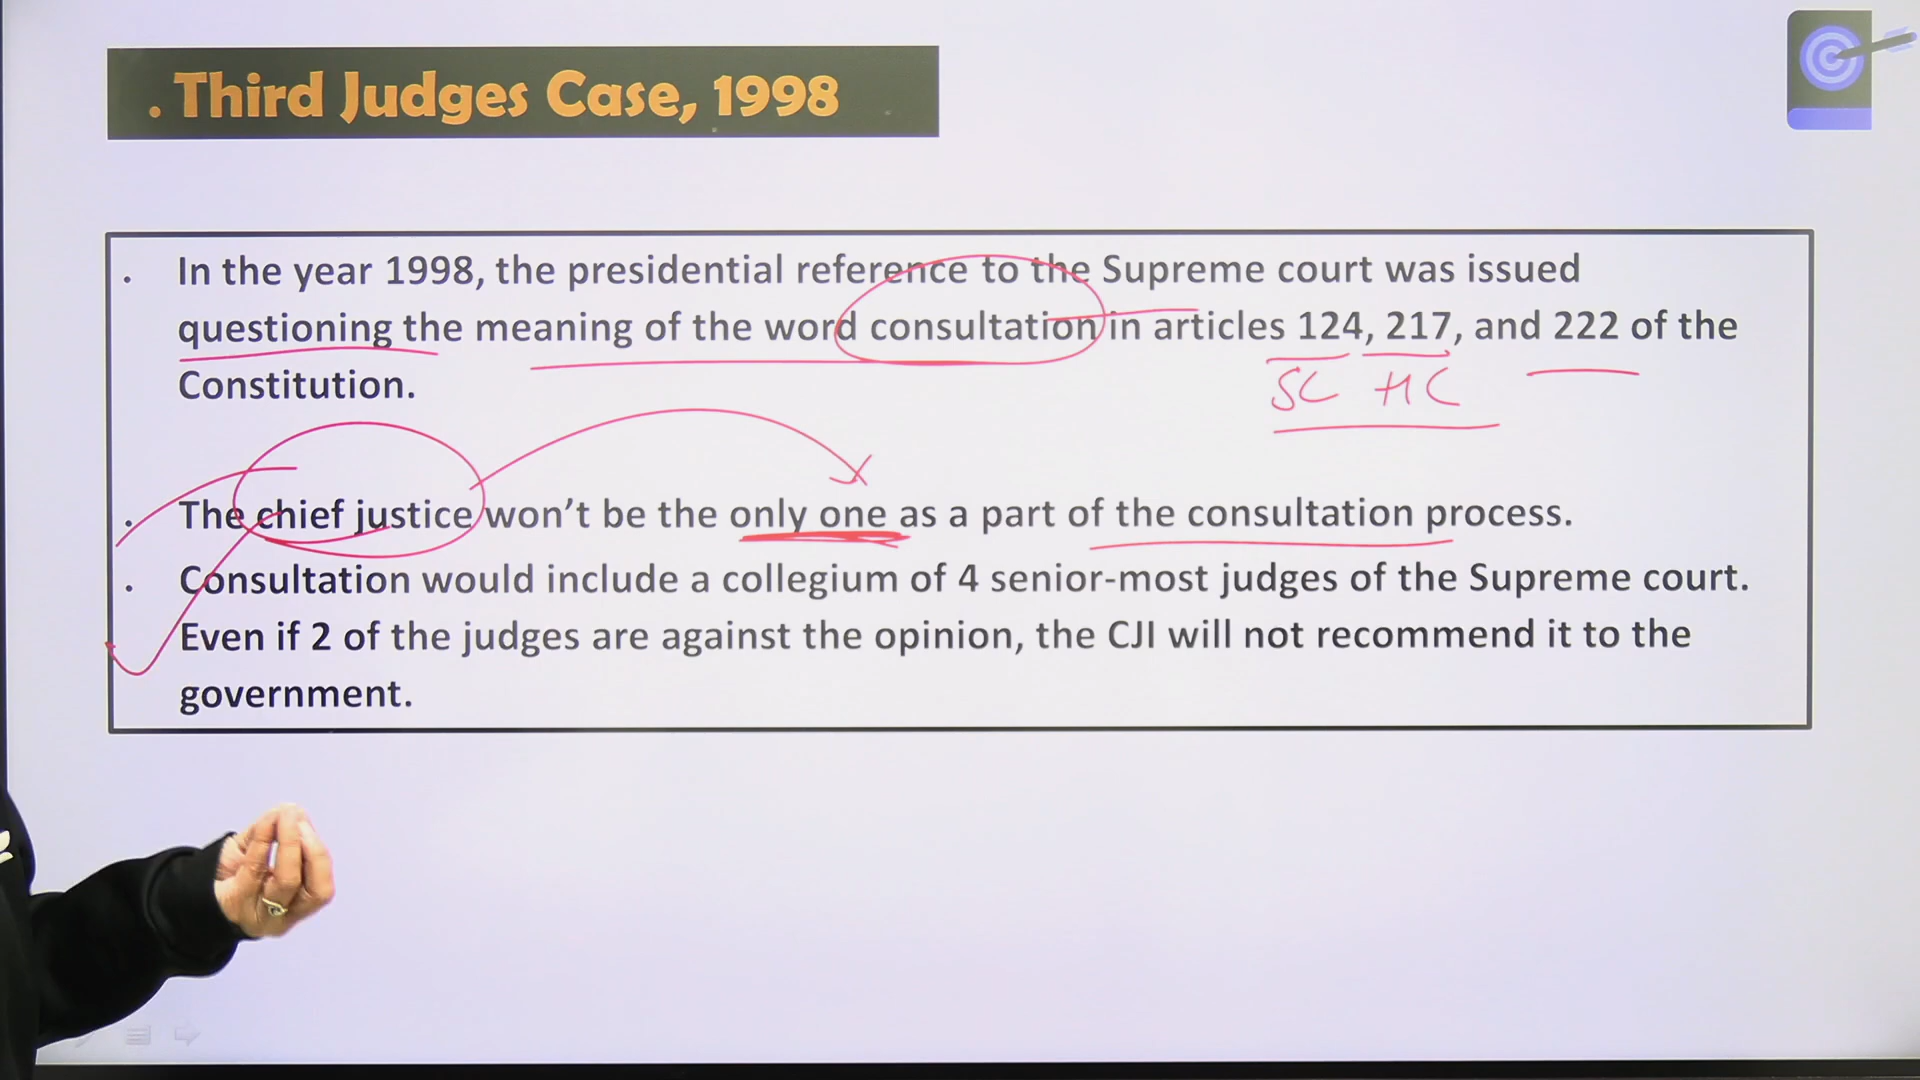 . Third Judges Case, 1998
. In the year 1998, the presidential reference to the Supreme court was issued
questioning the meaning of the word consultation in articles 124, 217, and 222 of the
SC HC
Constitution.
. The chief justice won’t be the only one as a part of the consultation process.
. Consultation would include a collegium of 4 senior-most judges of the Supreme court.
Even if 2 of the judges are against the opinion, the CJI will not recommend it to the
government.